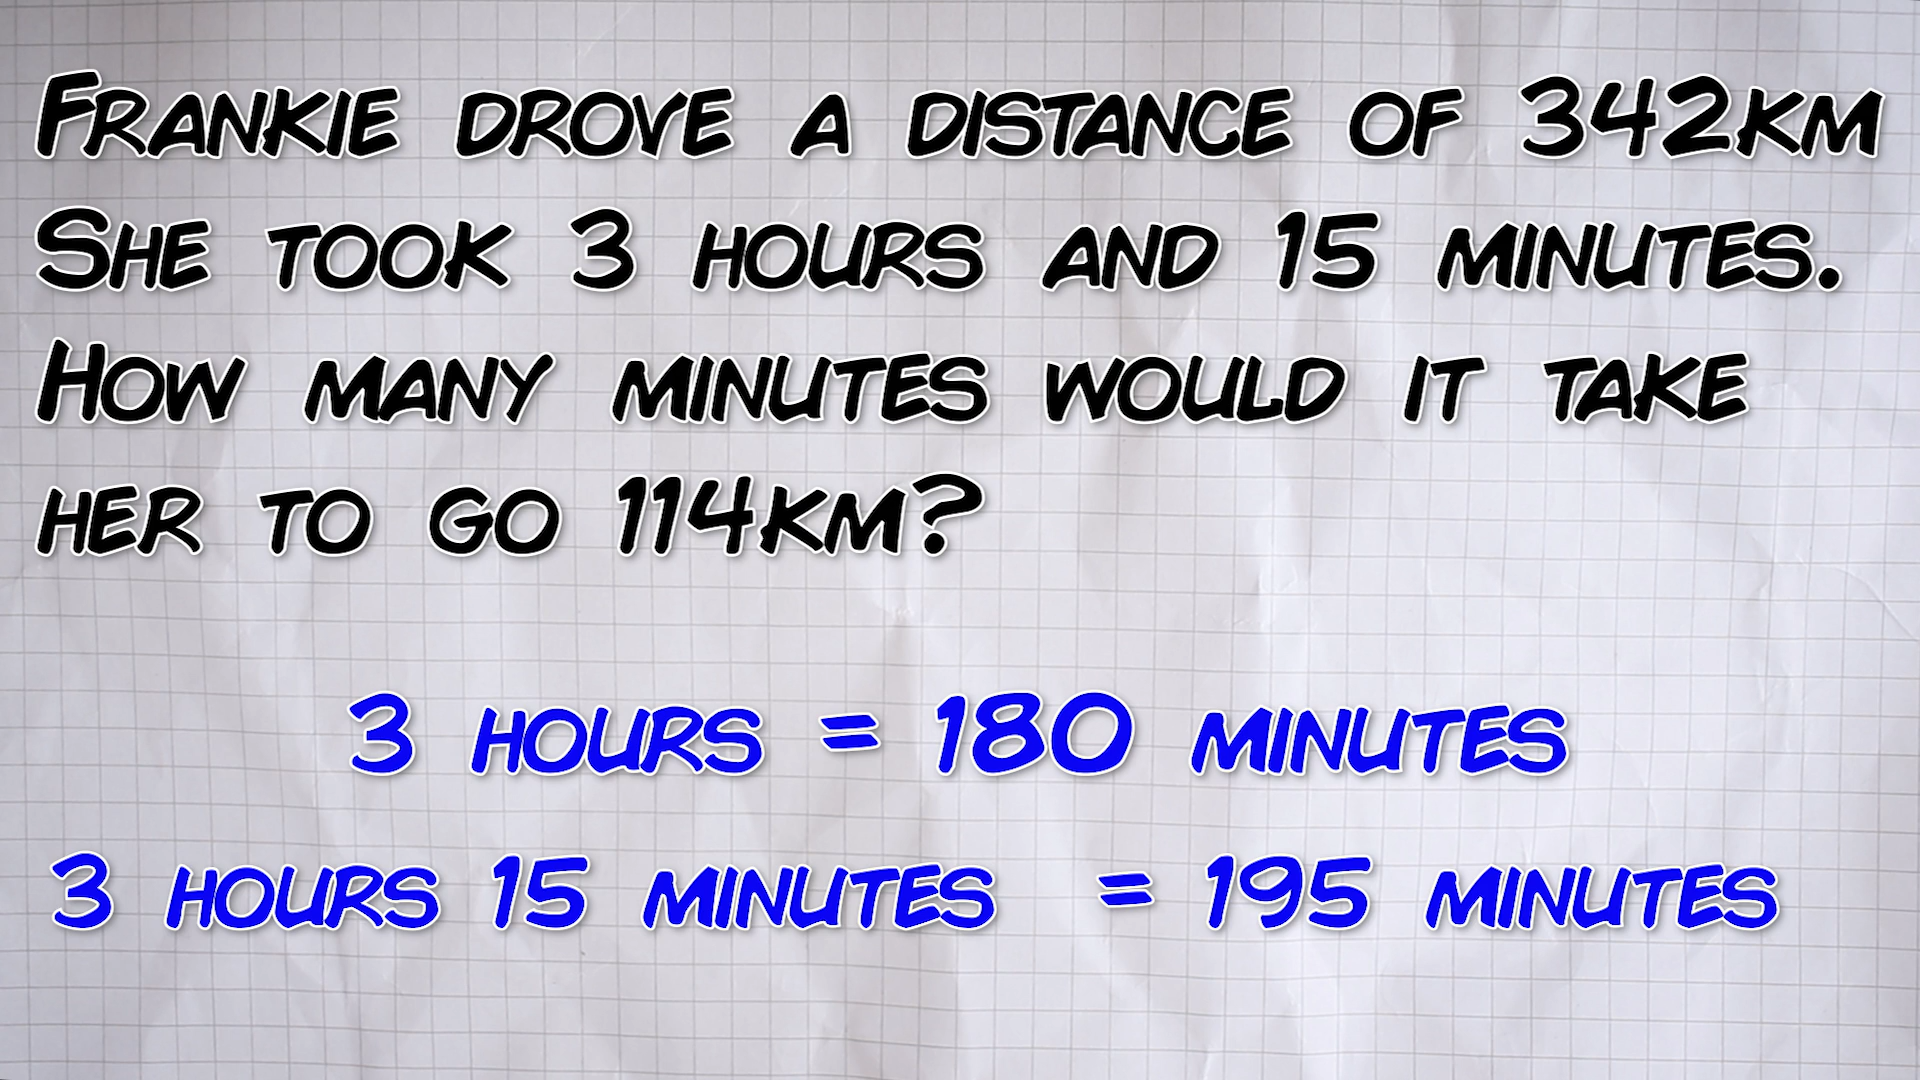 Frankie drove a distance of 342km
She took 3 hours and 15 minutes.
How many minutes would it take
her to go 114km?
3 hours = 180 minutes
3 hours 15 minutes = 195 minutes